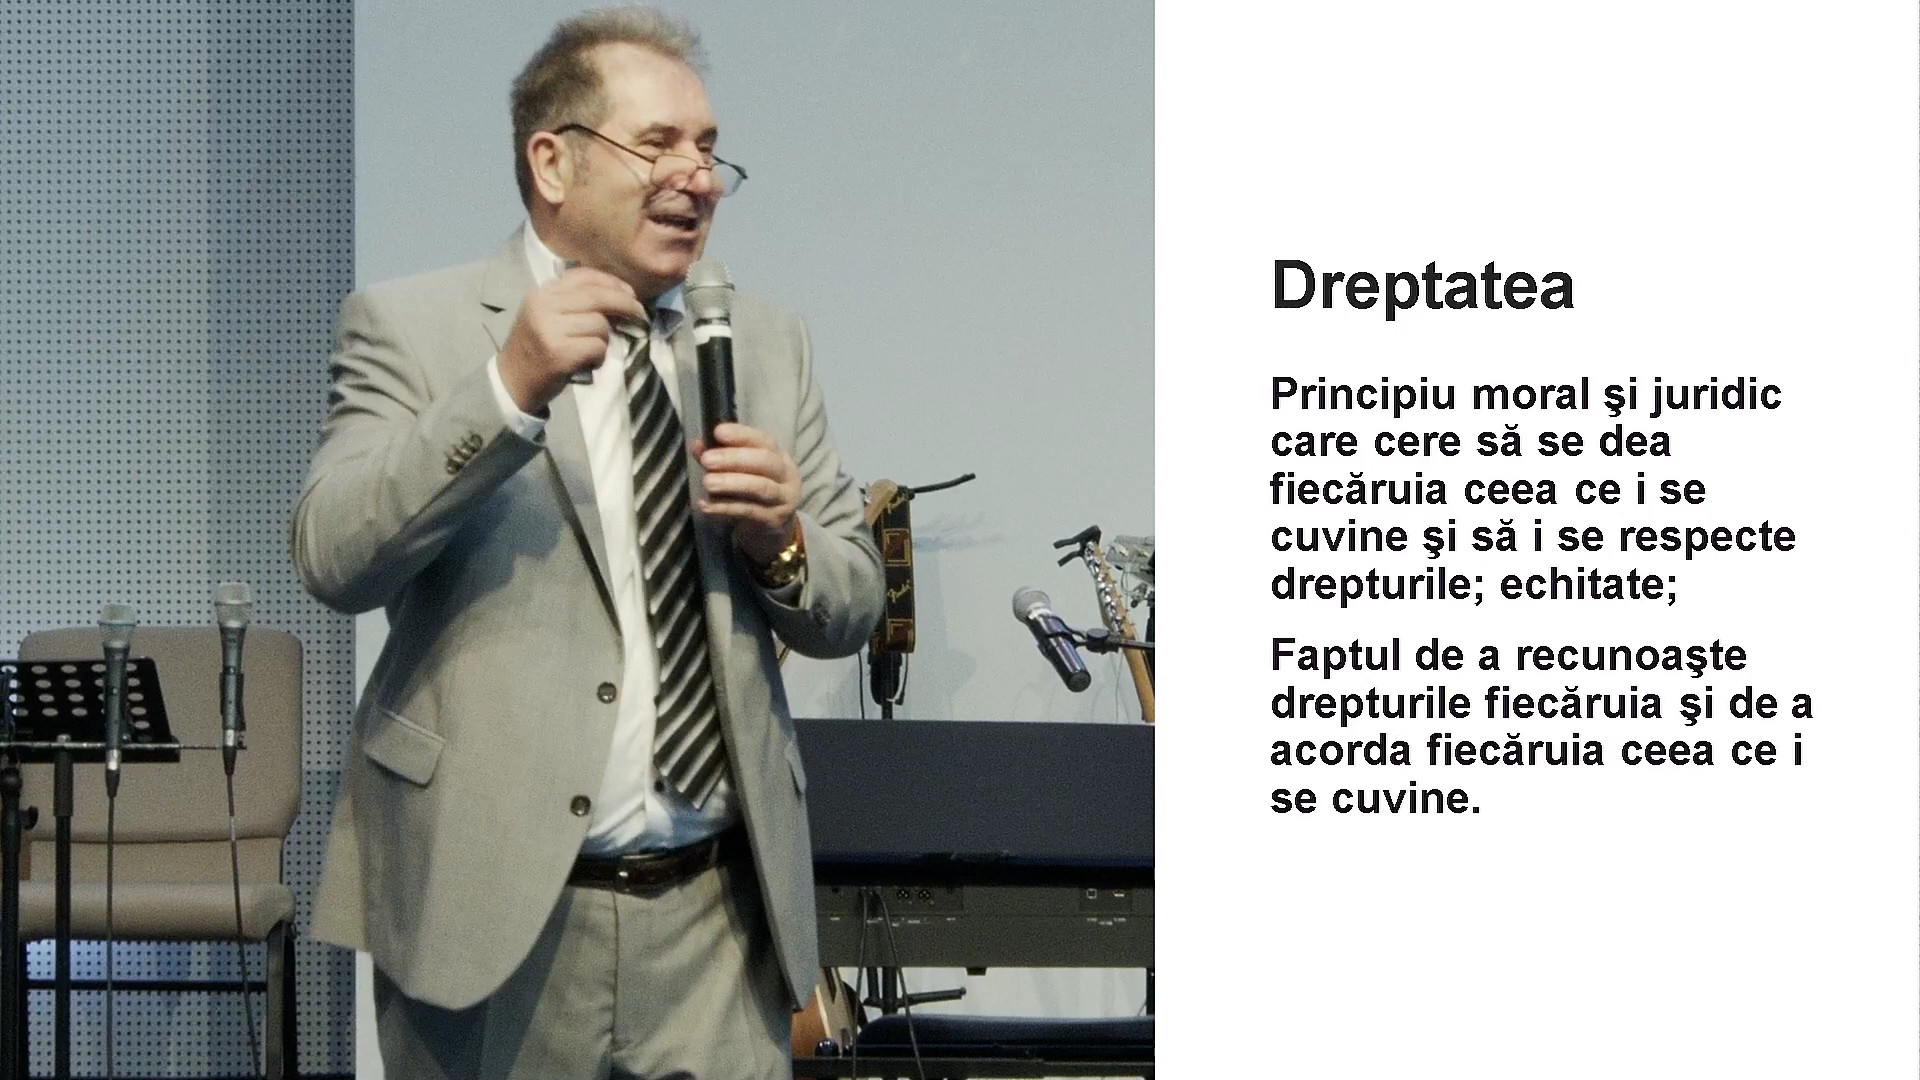 Dreptatea
Principiu moral şi juridic
care cere să se dea
fiecăruia ceea ce i se
cuvine şi să i se respecte
drepturile; echitate;
Faptul de a recunoaşte
drepturile fiecăruia şi de a
acorda fiecăruia ceea ce i
se cuvine.
Fender